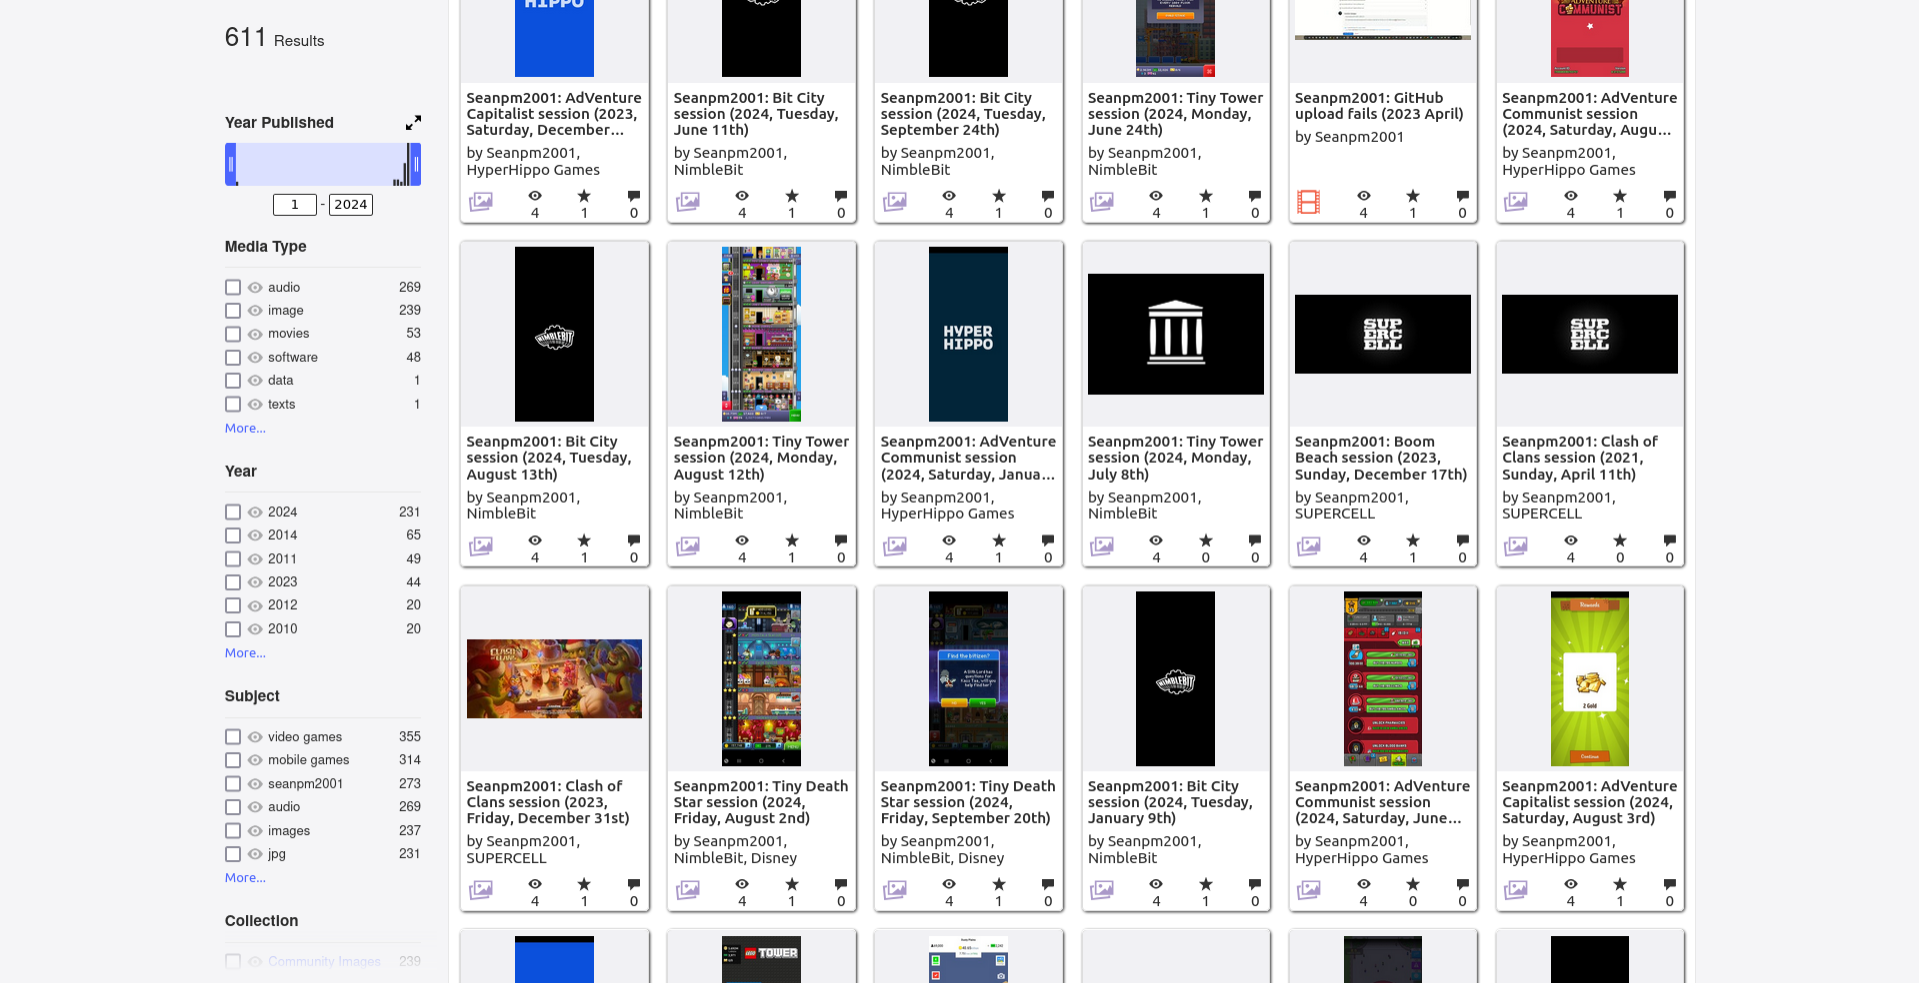 611 Results
Year Published
1 - 2024
Media Type
audio 269
image 239
movies 53
software 48
data 1
texts 1
More...
Year
2024 231
2014 65
2011 49
2023 44
2012 20
2010 20
More...
Subject
video games 355
mobile games 314
seanpm2001 273
audio 269
images 237
jpg 231
More...
Collection
Community Images 239
HIPPO
COMMUNIST
Seanpm2001: AdVenture
Capitalist session (2023,
Saturday, December...
by Seanpm2001,
HyperHippo Games
4 1 0
Seanpm2001: Bit City
session (2024, Tuesday,
June 11th)
by Seanpm2001,
NimbleBit
4 1 0
Seanpm2001: Bit City
session (2024, Tuesday,
September 24th)
by Seanpm2001,
NimbleBit
4 1 0
Seanpm2001: Tiny Tower
session (2024, Monday,
June 24th)
by Seanpm2001,
NimbleBit
4 1 0
Seanpm2001: GitHub
upload fails (2023 April)
by Seanpm2001
4 1 0
Seanpm2001: AdVenture
Communist session
(2024, Saturday, Augu...
by Seanpm2001,
HyperHippo Games
4 1 0
NIMBLEBIT
Seanpm2001: Bit City
session (2024, Tuesday,
August 13th)
by Seanpm2001,
NimbleBit
4 1 0
Seanpm2001: Tiny Tower
session (2024, Monday,
August 12th)
by Seanpm2001,
NimbleBit
4 1 0
HYPER
HIPPO
Seanpm2001: AdVenture
Communist session
(2024, Saturday, Janua...
by Seanpm2001,
HyperHippo Games
4 1 0
Seanpm2001: Tiny Tower
session (2024, Monday,
July 8th)
by Seanpm2001,
NimbleBit
4 0 0
SUP
ERC
ELL
Seanpm2001: Boom
Beach session (2023,
Sunday, December 17th)
by Seanpm2001,
SUPERCELL
4 1 0
SUP
ERC
ELL
Seanpm2001: Clash of
Clans session (2021,
Sunday, April 11th)
by Seanpm2001,
SUPERCELL
4 0 0
Seanpm2001: Clash of
Clans session (2023,
Friday, December 31st)
by Seanpm2001,
SUPERCELL
4 1 0
Seanpm2001: Tiny Death
Star session (2024,
Friday, August 2nd)
by Seanpm2001,
NimbleBit, Disney
4 1 0
Find the bitizen?
Seanpm2001: Tiny Death
Star session (2024,
Friday, September 20th)
by Seanpm2001,
NimbleBit, Disney
4 1 0
NIMBLEBIT
Seanpm2001: Bit City
session (2024, Tuesday,
January 9th)
by Seanpm2001,
NimbleBit
4 1 0
Seanpm2001: AdVenture
Communist session
(2024, Saturday, June...
by Seanpm2001,
HyperHippo Games
4 0 0
Rewards
2 Gold
Continue
Seanpm2001: AdVenture
Capitalist session (2024,
Saturday, August 3rd)
by Seanpm2001,
HyperHippo Games
4 1 0
LEGO TOWER